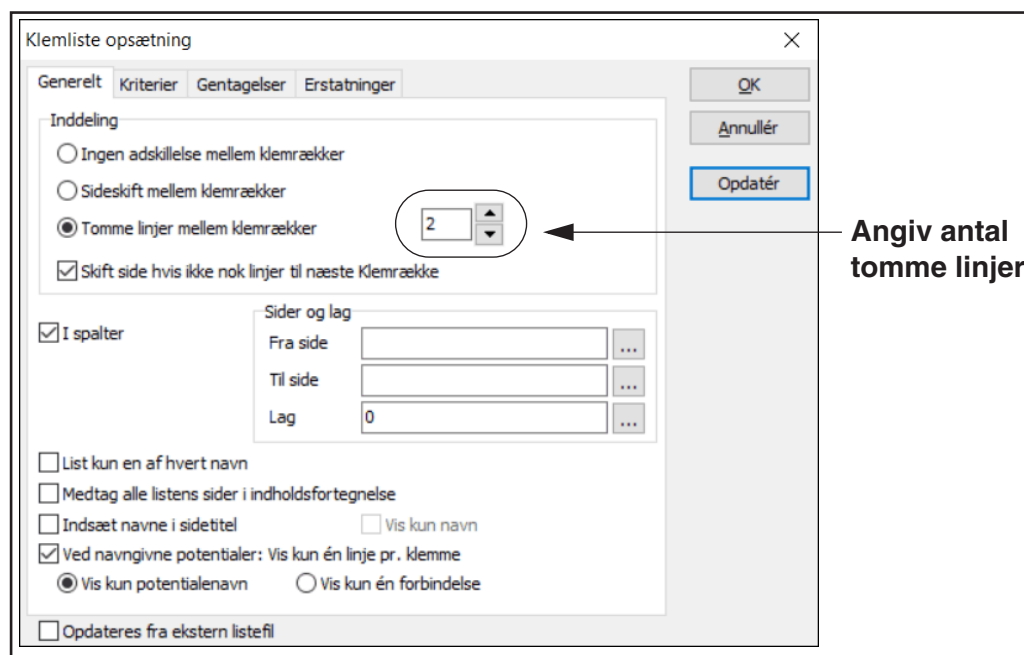 Klemliste opsætning
Generelt Kriterier Gentagelser Erstatninger
OK
Annullér
Opdatér
Inddeling
Ingen adskillelse mellem klemrækker
Sideskift mellem klemrækker
Tomme linjer mellem klemrækker 2
Skift side hvis ikke nok linjer til næste Klemrække
Angiv antal
tomme linjer
I spalter
Sider og lag
Fra side ...
Til side ...
Lag 0 ...
List kun en af hvert navn
Medtag alle listens sider i indholdsfortegnelse
Indsæt navne i sidetitel Vis kun navn
Ved navngivne potentialer: Vis kun én linje pr. klemme
Vis kun potentialenavn Vis kun én forbindelse
Opdateres fra ekstern listefil